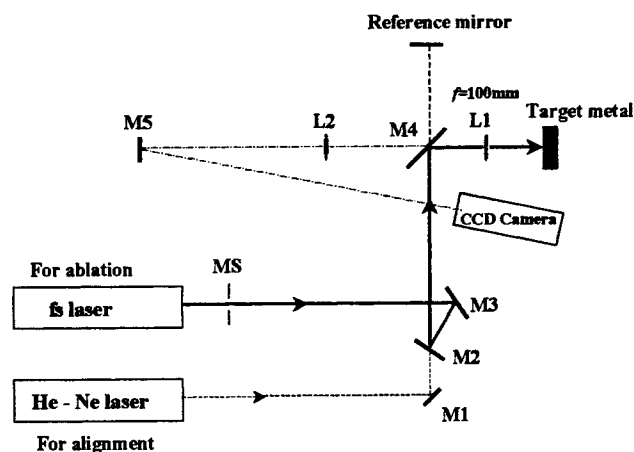 Reference mirror
f=100mm
M5
L2
M4
L1
Target metal
CCD Camera
For ablation
MS
fs laser
M3
M2
He - Ne laser
M1
For alignment